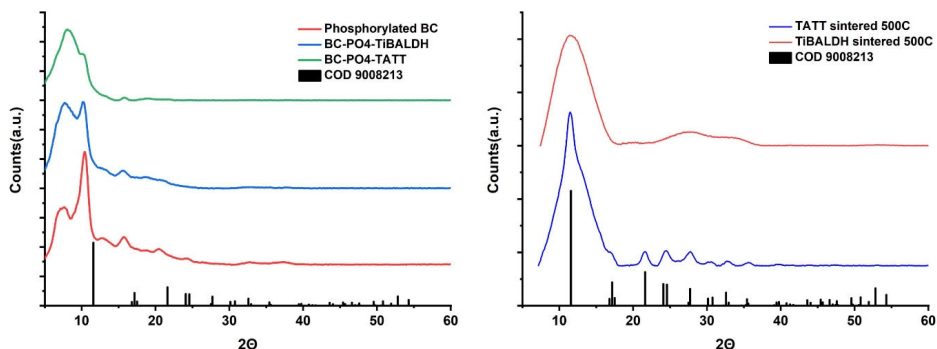 Phosphorylated BC
BC-PO4-TiBALDH
BC-PO4-TATT
COD 9008213
Counts(a.u.)
10 20 30 40 50 60
2Θ
TATT sintered 500C
TiBALDH sintered 500C
COD 9008213
Counts(a.u.)
10 20 30 40 50 60
2Θ